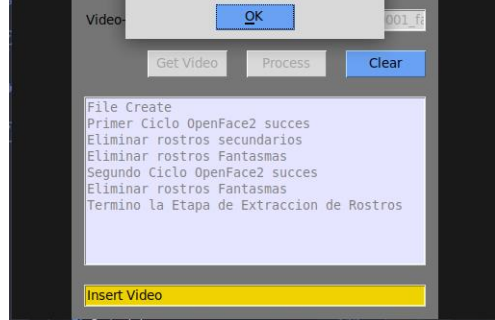 OK
Video-
001_fa
Get Video Process Clear
File Create
Primer Ciclo OpenFace2 succes
Eliminar rostros secundarios
Eliminar rostros Fantasmas
Segundo Ciclo OpenFace2 succes
Eliminar rostros Fantasmas
Termino la Etapa de Extraccion de Rostros
Insert Video